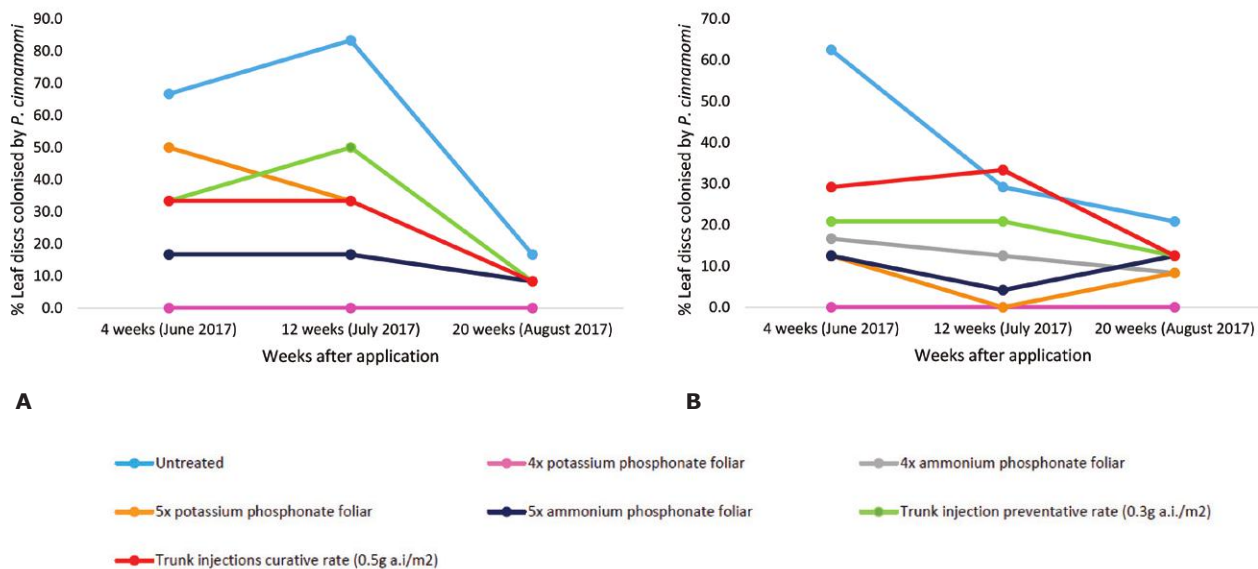 % Leaf discs colonised by P. cinnamomi
90.0
80.0
70.0
60.0
50.0
40.0
30.0
20.0
10.0
0.0
4 weeks (June 2017)
12 weeks (July 2017)
20 weeks (August 2017)
Weeks after application
A
% Leaf discs colonised by P. cinnamomi
70.0
60.0
50.0
40.0
30.0
20.0
10.0
0.0
4 weeks (June 2017)
12 weeks (July 2017)
20 weeks (August 2017)
Weeks after application
B
Untreated
4x potassium phosphonate foliar
4x ammonium phosphonate foliar
5x potassium phosphonate foliar
5x ammonium phosphonate foliar
Trunk injection preventative rate (0.3g a.i./m2)
Trunk injections curative rate (0.5g a.i/m2)